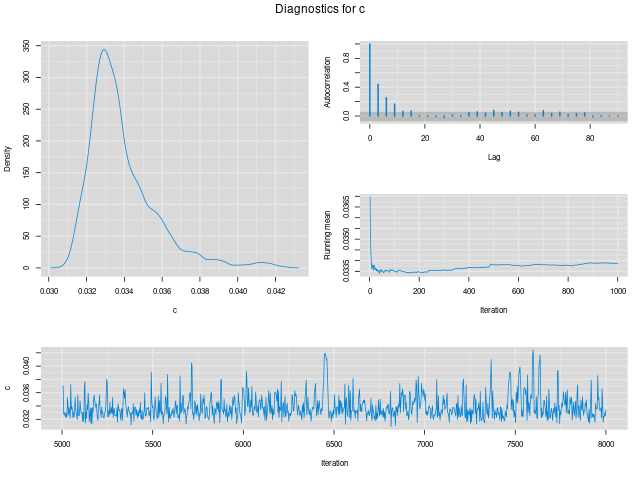 Diagnostics for c
Density
0 50 100 150 200 250 300 350
0.030 0.032 0.034 0.036 0.038 0.040 0.042
c
Autocorrelation
0.0 0.4 0.8
0 20 40 60 80
Lag
Running mean
0.0335 0.0350 0.0365
0 200 400 600 800 1000
Iteration
c
0.032 0.036 0.040
5000 5500 6000 6500 7000 7500 8000
Iteration